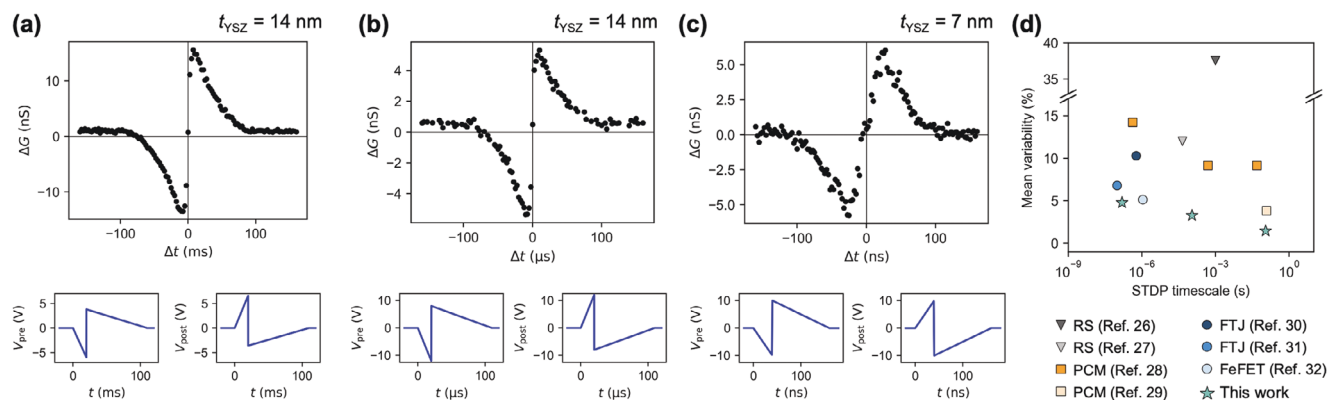 (a)
t_YSZ = 14 nm
ΔG (nS)
10
0
−10
−100
0
100
Δt (ms)
V_pre (V)
5
0
−5
0
100
t (ms)
V_post (V)
5
0
−5
0
100
t (ms)
(b)
t_YSZ = 14 nm
ΔG (nS)
4
2
0
−2
−4
−100
0
100
Δt (μs)
V_pre (V)
10
0
−10
0
100
t (μs)
V_post (V)
10
0
−10
0
100
t (μs)
(c)
t_YSZ = 7 nm
ΔG (nS)
5.0
2.5
0.0
−2.5
−5.0
−100
0
100
Δt (ns)
V_pre (V)
10
0
−10
0
100
t (ns)
V_post (V)
10
0
−10
0
100
t (ns)
(d)
Mean variability (%)
40
35
15
10
5
0
10⁻⁹
10⁻⁶
10⁻³
10⁰
STDP timescale (s)
RS (Ref. 26)
RS (Ref. 27)
PCM (Ref. 28)
PCM (Ref. 29)
FTJ (Ref. 30)
FTJ (Ref. 31)
FeFET (Ref. 32)
This work